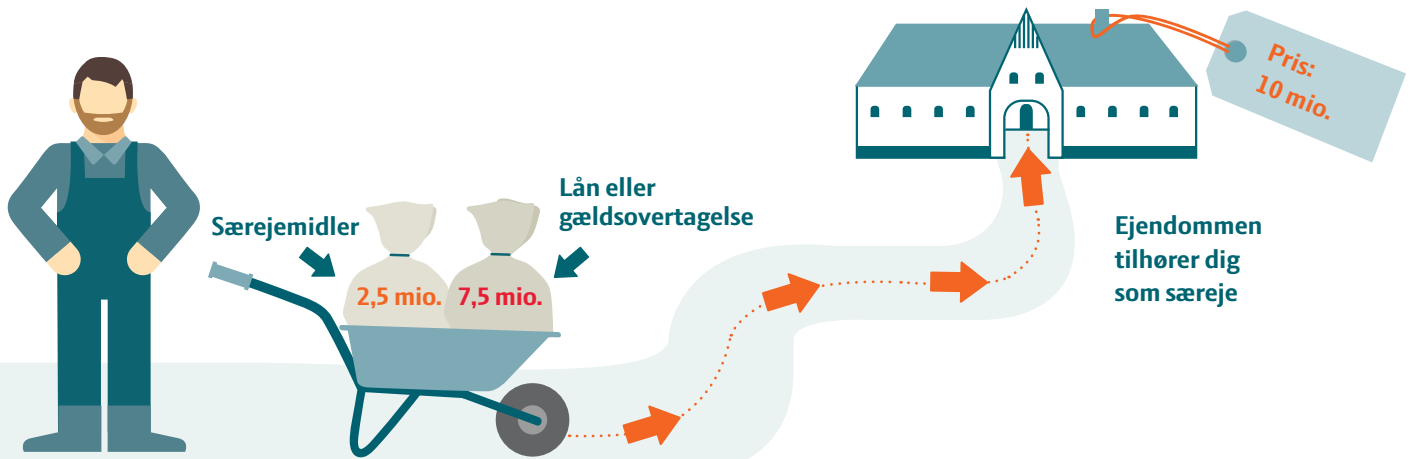 Pris:
10 mio.
Lån eller
gældsovertagelse
Særejemidler
2,5 mio.
7,5 mio.
Ejendommen
tilhører dig
som særeje